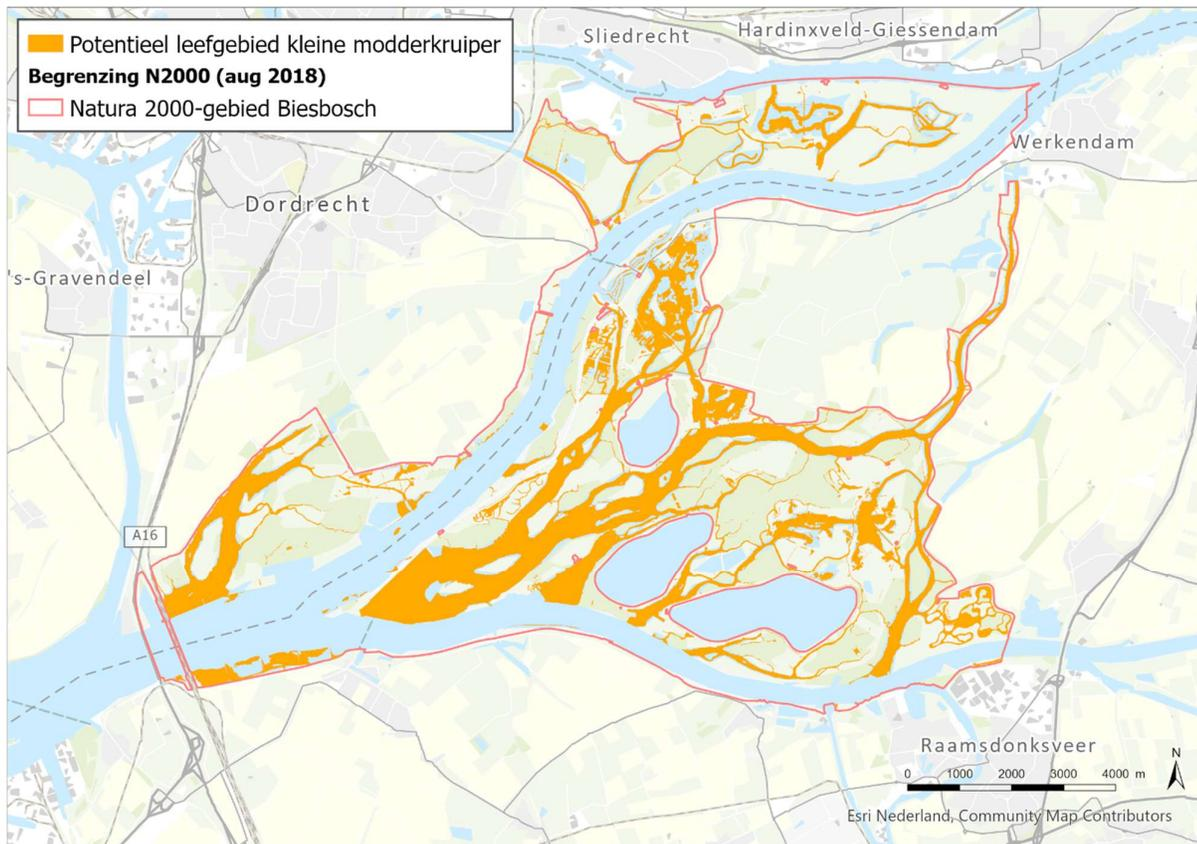 Potentieel leefgebied kleine modderkruiper
Begrenzing N2000 (aug 2018)
Natura 2000-gebied Biesbosch
Sliedrecht
Hardinxveld-Giessendam
Werkendam
Dordrecht
's-Gravendeel
A16
Raamsdonksveer
N
0 1000 2000 3000 4000 m
Esri Nederland, Community Map Contributors